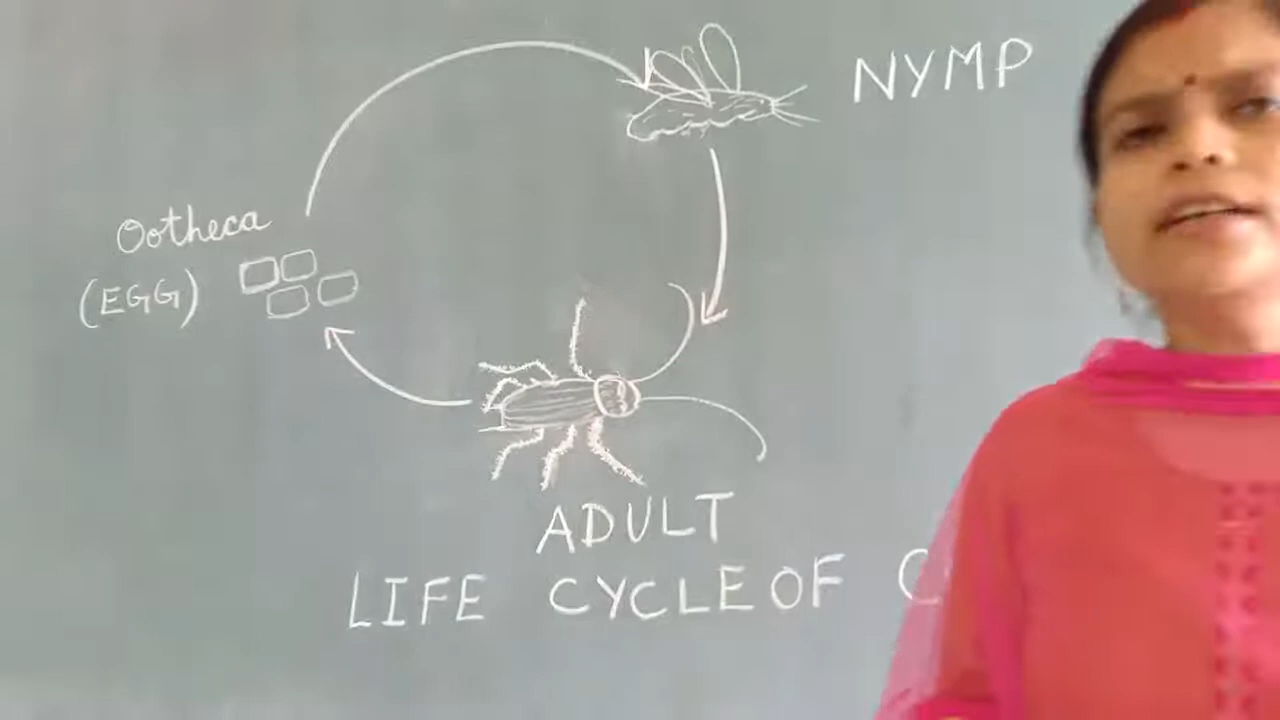 NYMP
Ootheca
(EGG)
ADULT
LIFE CYCLE OF